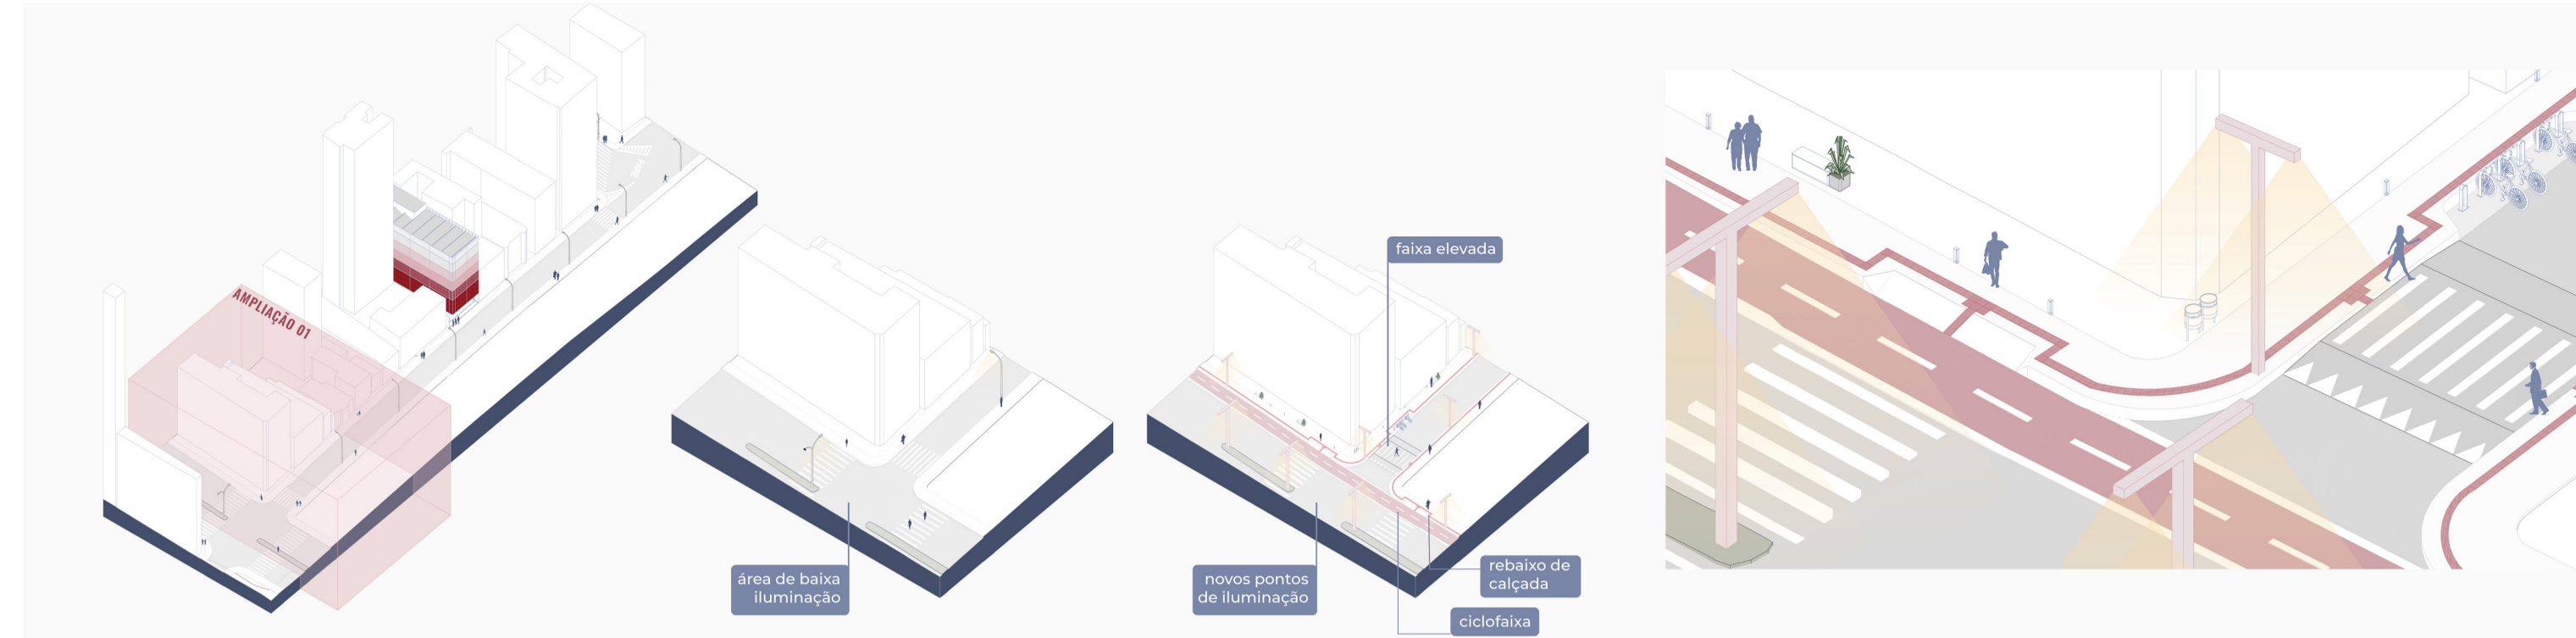 AMPLIAÇÃO 01
área de baixa
iluminação
faixa elevada
novos pontos
de iluminação
rebaixo de
calçada
ciclofaixa